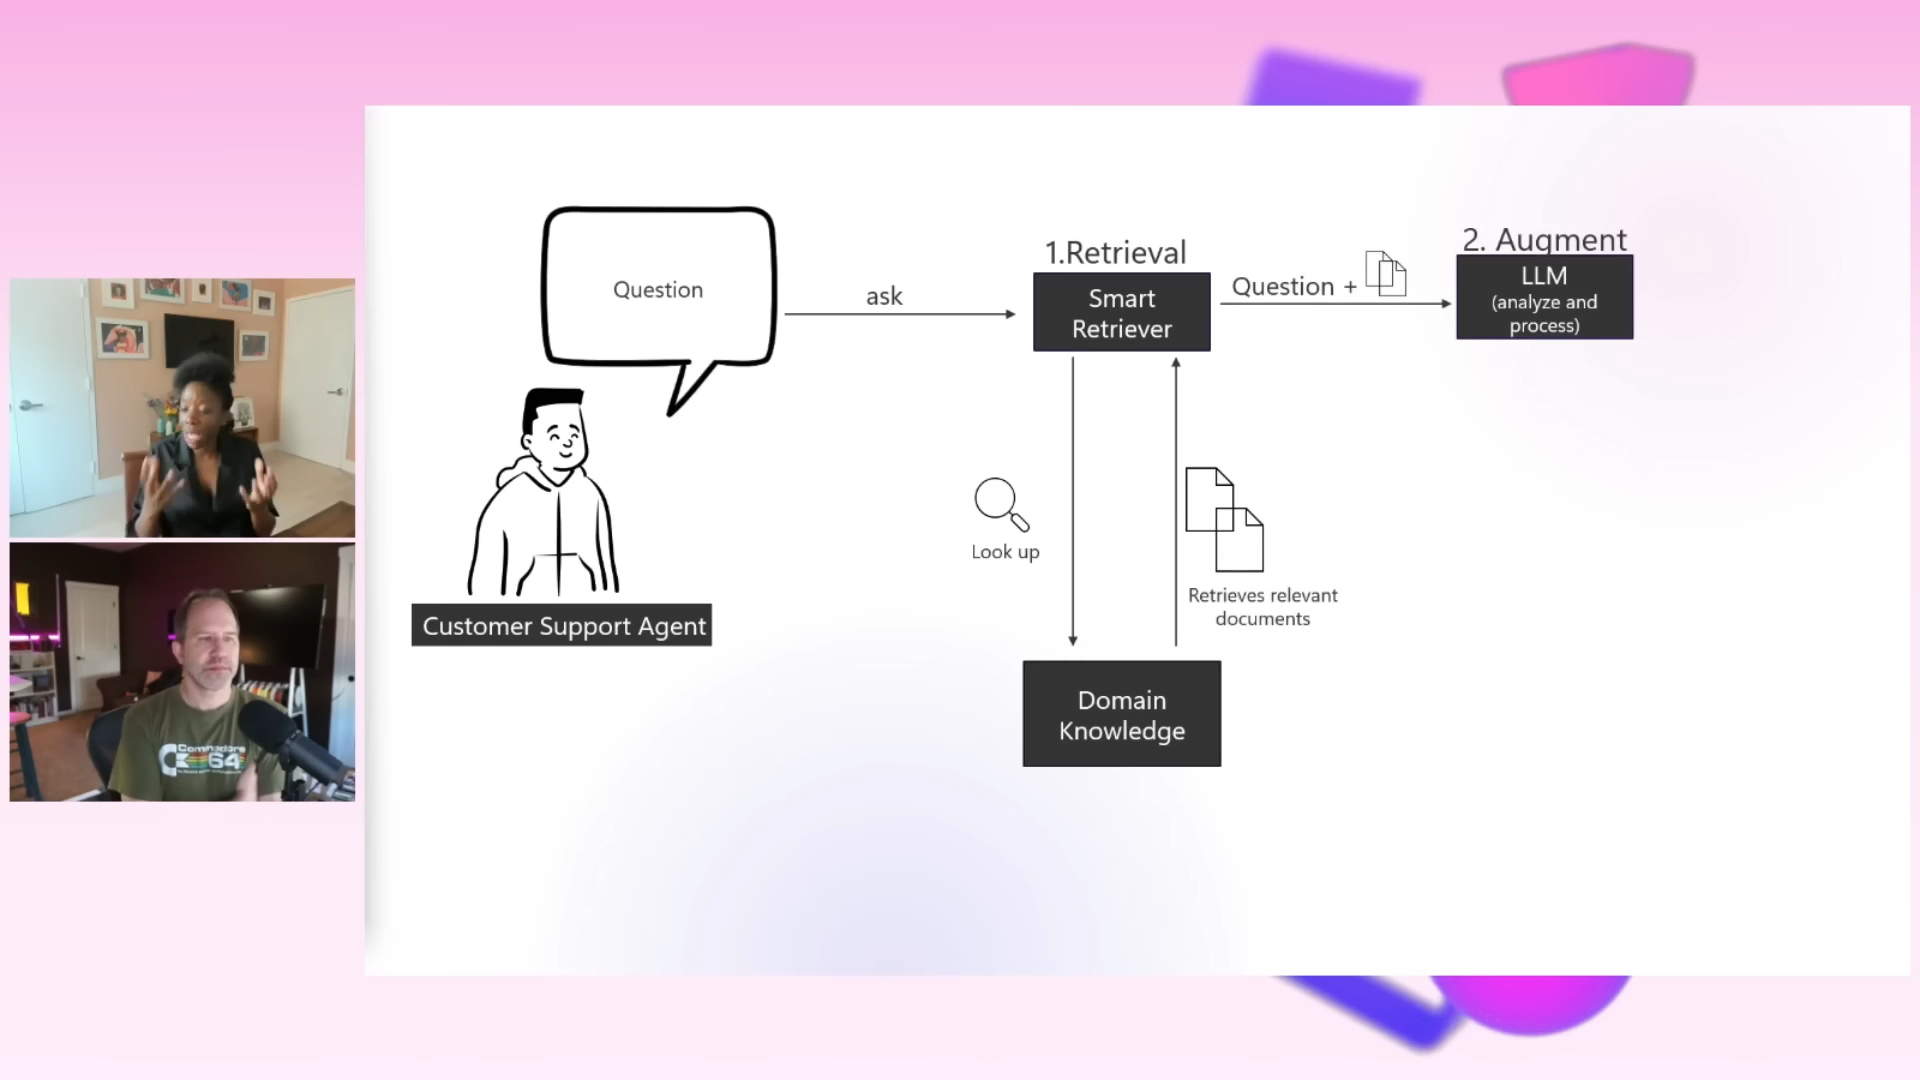 Question
ask
1.Retrieval
Smart
Retriever
Question +
2. Augment
LLM
(analyze and
process)
Look up
Retrieves relevant
documents
Customer Support Agent
Domain
Knowledge
Commodore
64